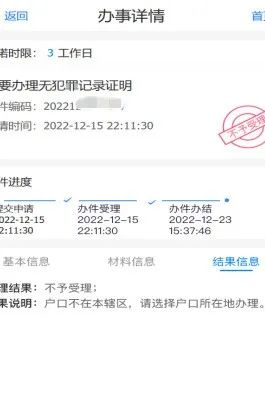 返回 办事详情 首
若时限：3 工作日
要办理无犯罪记录证明
件编码：202212
请时间：2022-12-15 22:11:30
不予受理
件进度
提交申请 办件受理 办件办结
2022-12-15 2022-12-15 2022-12-23
22:11:30 22:11:30 15:37:46
基本信息 材料信息 结果信息
理结果：不予受理；
果说明：户口不在本辖区，请选择户口所在地办理。